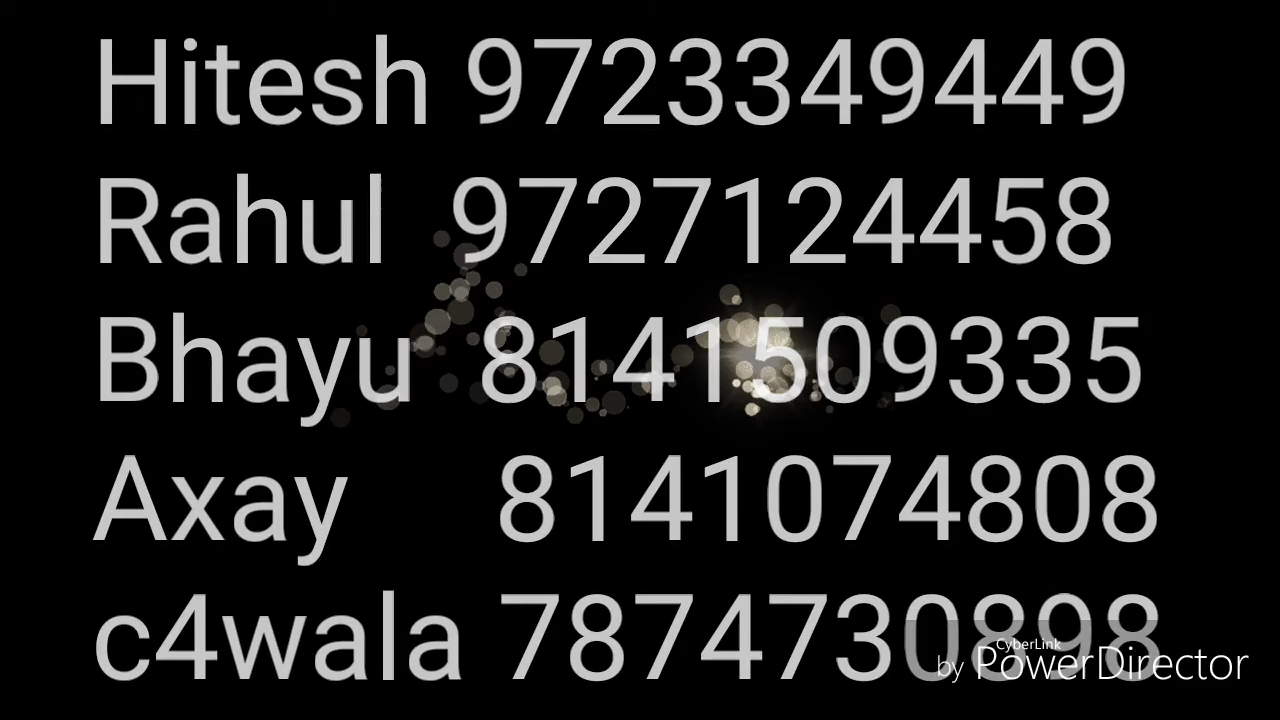 Hitesh 9723349449
Rahul 9727124458
Bhayu 8141509335
Axay 8141074808
c4wala 7874730898
CyberLink
by PowerDirector